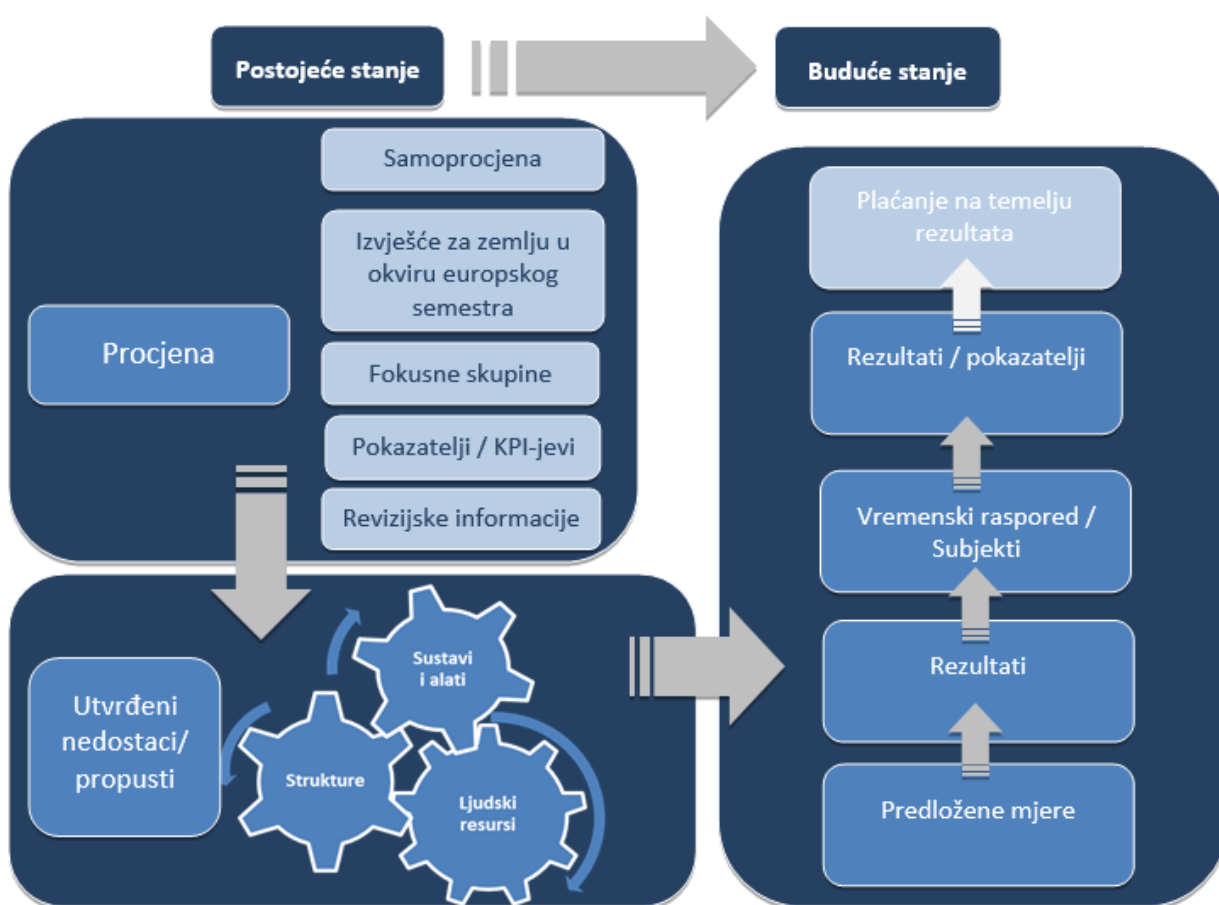 Postojeće stanje
Buduće stanje
Procjena
Samoprocjena
Izvješće za zemlju u
okviru europskog
semestra
Fokusne skupine
Pokazatelji / KPI-jevi
Revizijske informacije
Utvrđeni
nedostaci/
propusti
Sustavi
i alati
Strukture
Ljudski
resursi
Plaćanje na temelju
rezultata
Rezultati / pokazatelji
Vremenski raspored /
Subjekti
Rezultati
Predložene mjere